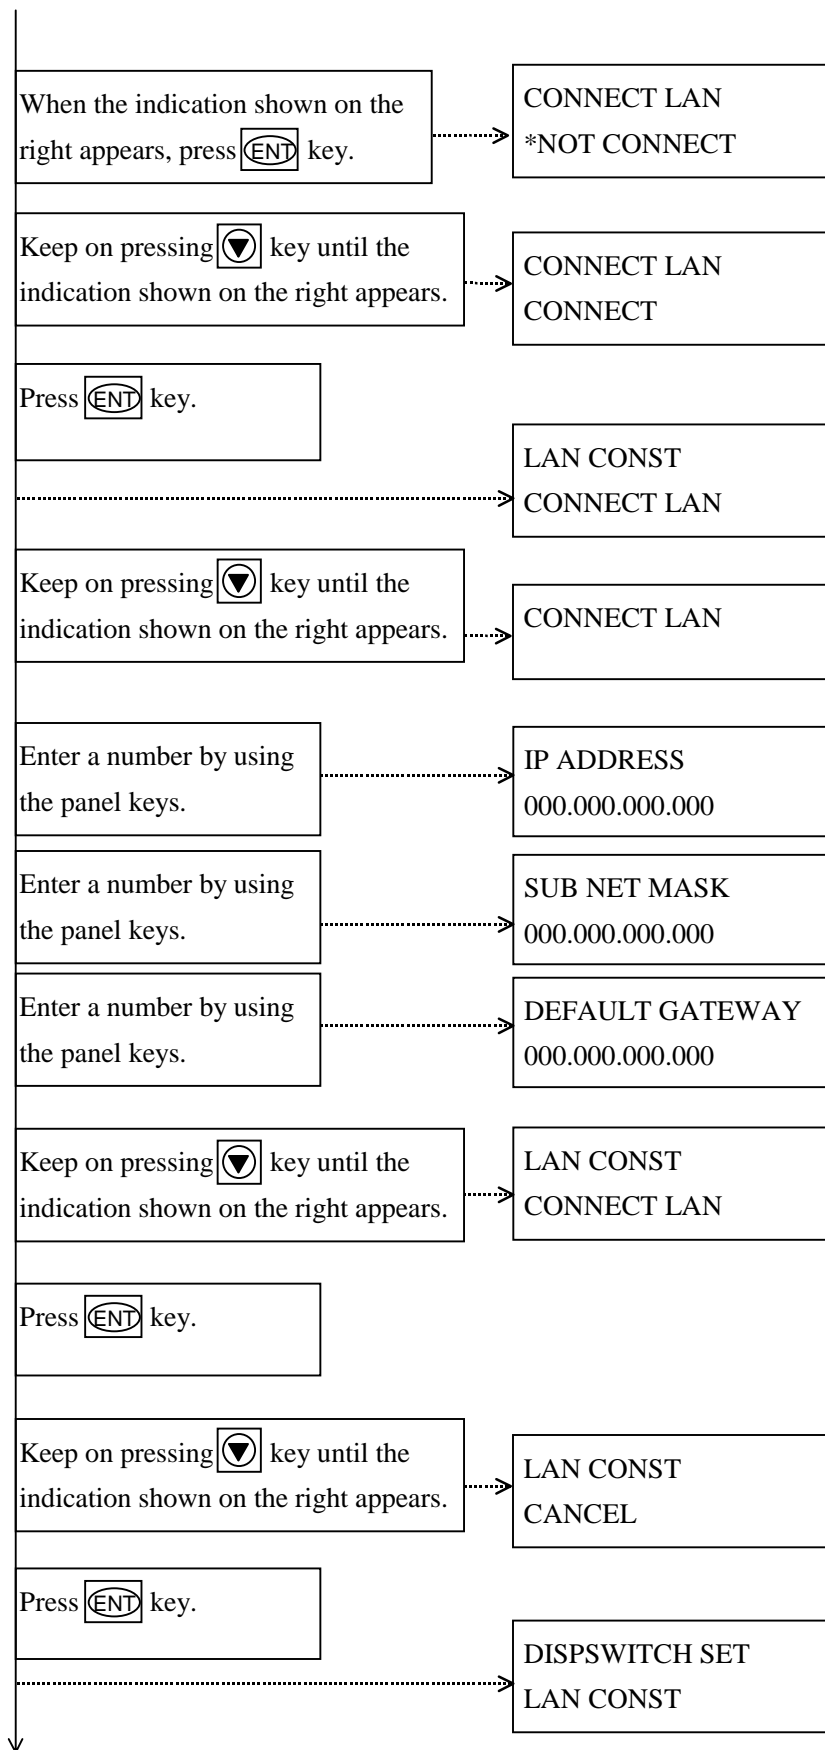 When the indication shown on the
right appears, press ENT key.
CONNECT LAN
*NOT CONNECT
Keep on pressing ▼ key until the
indication shown on the right appears.
CONNECT LAN
CONNECT
Press ENT key.
LAN CONST
CONNECT LAN
Keep on pressing ▼ key until the
indication shown on the right appears.
CONNECT LAN
Enter a number by using
the panel keys.
IP ADDRESS
000.000.000.000
Enter a number by using
the panel keys.
SUB NET MASK
000.000.000.000
Enter a number by using
the panel keys.
DEFAULT GATEWAY
000.000.000.000
Keep on pressing ▼ key until the
indication shown on the right appears.
LAN CONST
CONNECT LAN
Press ENT key.
Keep on pressing ▼ key until the
indication shown on the right appears.
LAN CONST
CANCEL
Press ENT key.
DISPSWITCH SET
LAN CONST